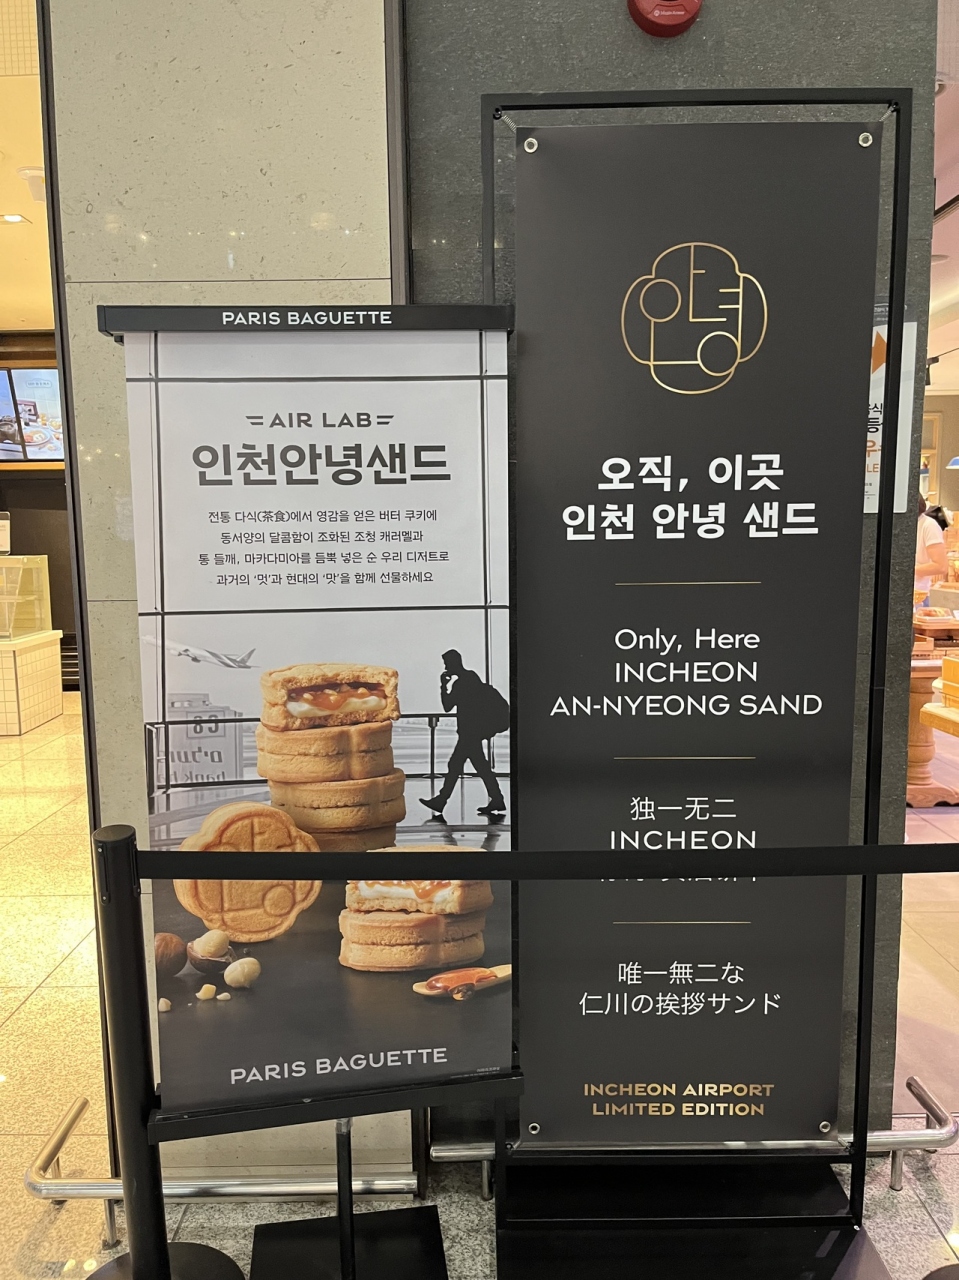 PARIS BAGUETTE
AIR LAB
인천안녕샌드
전통 다식(茶食)에서 영감을 얻은 버터 쿠키에
동서양의 달콤함이 조화된 조청 캐러멜과
통 들깨, 마카다미아를 듬뿍 넣은 순 우리 디저트로
과거의 '멋'과 현대의 '맛'을 함께 선물하세요
PARIS BAGUETTE
오직, 이곳
인천 안녕 샌드
Only, Here
INCHEON
AN-NYEONG SAND
独一无二
INCHEON
唯一無二な
仁川の挨拶サンド
INCHEON AIRPORT
LIMITED EDITION